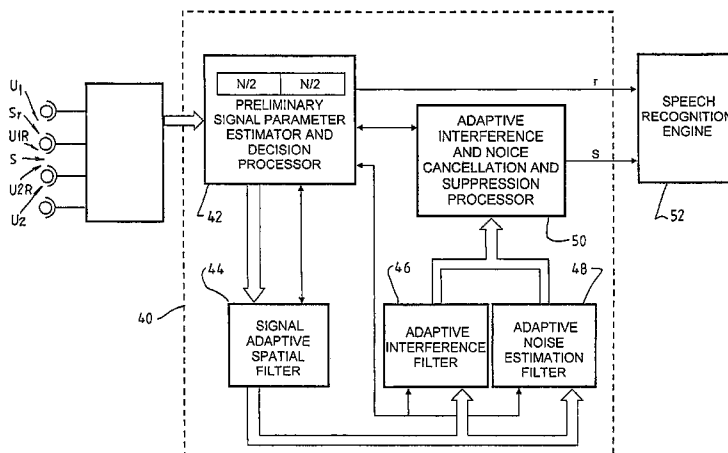 U1
Sr
U1R
S
U2R
U2
N/2 N/2
PRELIMINARY
SIGNAL PARAMETER
ESTIMATOR AND
DECISION
PROCESSOR
42
r
ADAPTIVE
INTERFERENCE
AND NOICE
CANCELLATION AND
SUPPRESSION
PROCESSOR
50
S
SPEECH
RECOGNITION
ENGINE
52
40
44
SIGNAL
ADAPTIVE
SPATIAL
FILTER
46
ADAPTIVE
INTERFERENCE
FILTER
48
ADAPTIVE
NOISE
ESTIMATION
FILTER